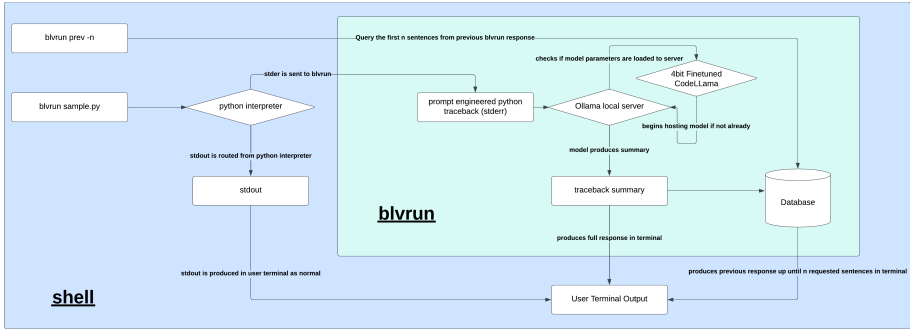 blvrun prev -n
Query the first n sentences from previous blvrun response
checks if model parameters are loaded to server
stder is sent to blvrun
4bit Finetuned
CodeLLama
blvrun sample.py
python interpreter
prompt engineered python
traceback (stderr)
Ollama local server
begins hosting model if not already
stdout is routed from python interpreter
model produces summary
stdout
traceback summary
Database
blvrun
produces full response in terminal
stdout is produced in user terminal as normal
produces previous response up until n requested sentences in terminal
shell
User Terminal Output